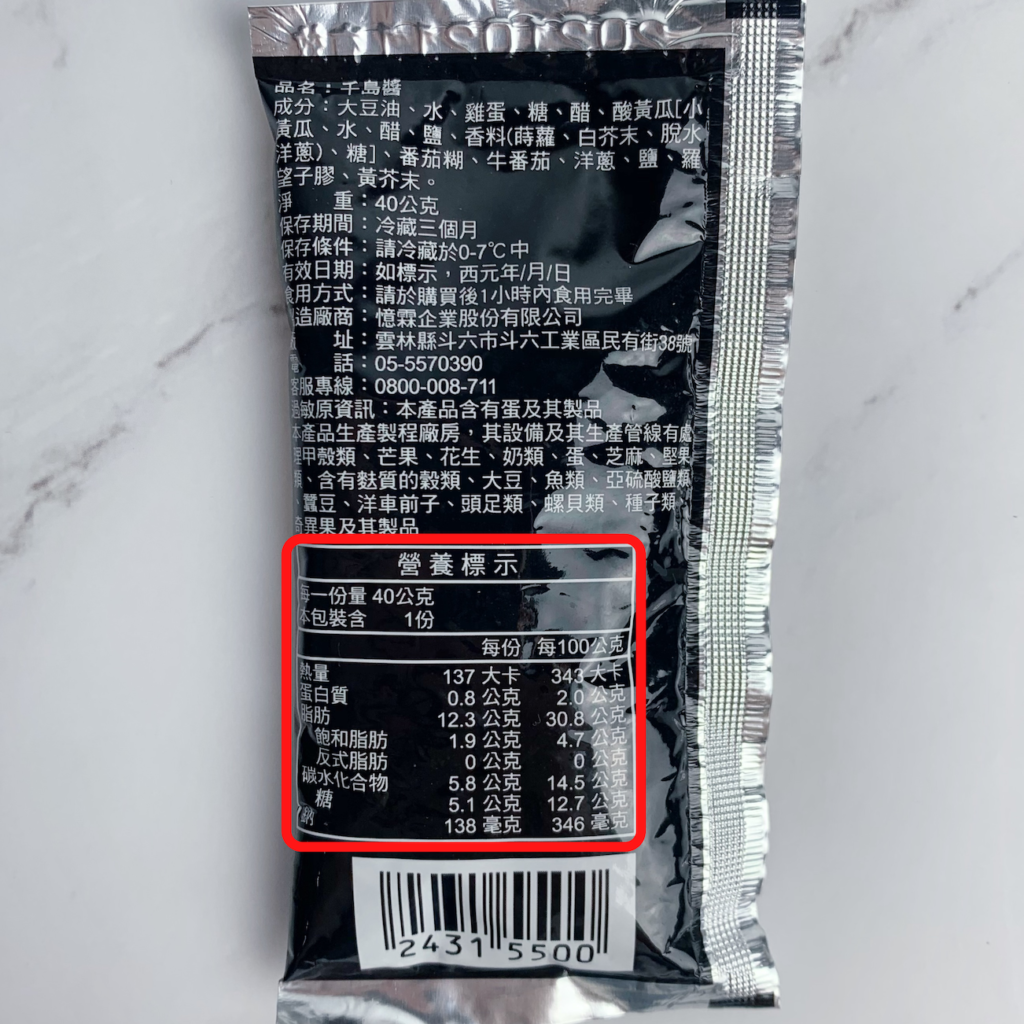 品名：千島醬
成分：大豆油、水、雞蛋、糖、醋、酸黃瓜[小
黃瓜、水、醋、鹽、香料(蒔蘿、白芥末、脫水
洋蔥)、糖]、番茄糊、牛番茄、洋蔥、鹽、羅
望子膠、黃芥末。
淨 重：40公克
保存期間：冷藏三個月
保存條件：請冷藏於0-7℃中
有效日期：如標示，西元年/月/日
食用方式：請於購買後1小時內食用完畢
造廠商：憶霖企業股份有限公司
址：雲林縣斗六市斗六工業區民有街38號
電 話：05-5570390
客服專線：0800-008-711
過敏原資訊：本產品含有蛋及其製品
本產品生產製程廠房，其設備及其生產管線有處
理甲殼類、芒果、花生、奶類、蛋、芝麻、堅果
類、含有麩質的穀類、大豆、魚類、亞硫酸鹽類
、蠶豆、洋車前子、頭足類、螺貝類、種子類、
奇異果及其製品
營養標示
每一份量 40公克
本包裝含 1份
每份 每100公克
熱量 137 大卡 343 大卡
蛋白質 0.8 公克 2.0 公克
脂肪 12.3 公克 30.8 公克
飽和脂肪 1.9 公克 4.7 公克
反式脂肪 0 公克 0 公克
碳水化合物 5.8 公克 14.5 公克
糖 5.1 公克 12.7 公克
鈉 138 毫克 346 毫克
2431 5500